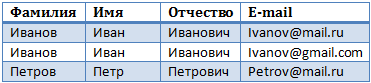 Фамилия Имя Отчество E-mail
Иванов Иван Иванович Ivanov@mail.ru
Иванов Иван Иванович Ivanov@gmail.com
Петров Петр Петрович Petrov@mail.ru